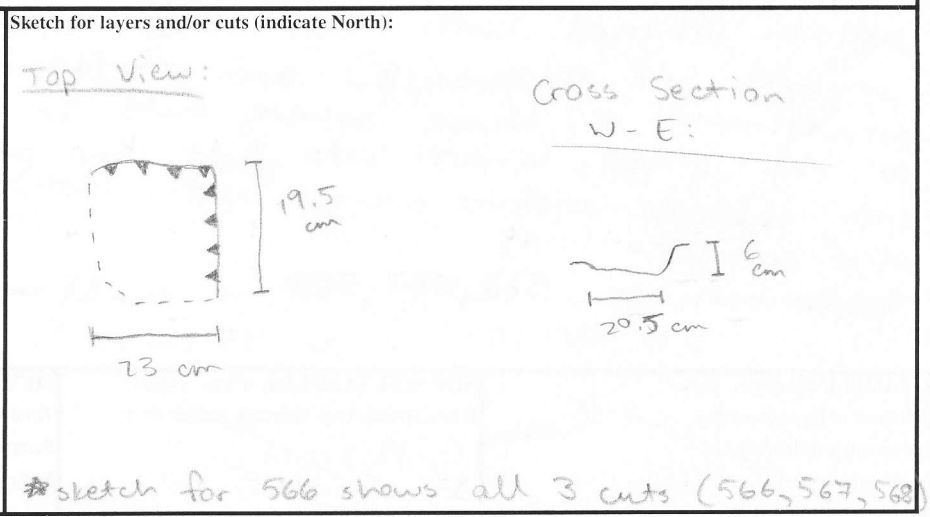 Sketch for layers and/or cuts (indicate North):
Top View:
Cross Section
W - E:
19.5
cm
6
cm
20.5 cm
23 cm
*sketch for 566 shows all 3 cuts (566, 567, 568)